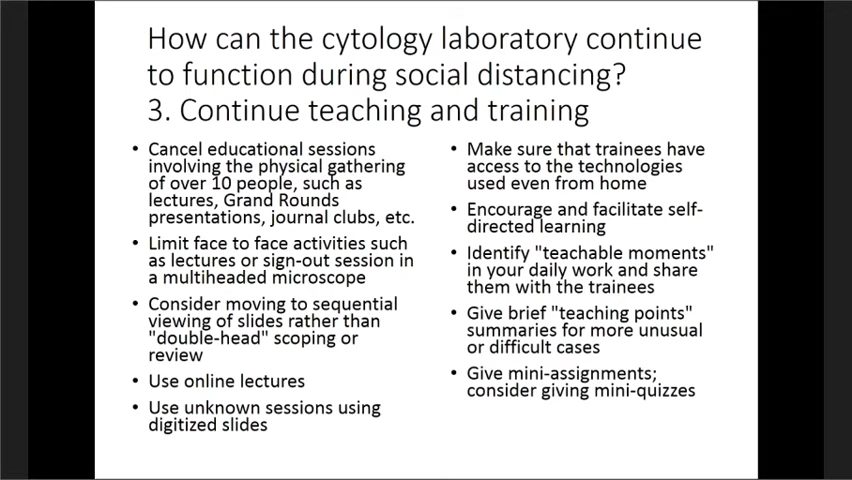 How can the cytology laboratory continue
to function during social distancing?
3. Continue teaching and training
• Cancel educational sessions
involving the physical gathering
of over 10 people, such as
lectures, Grand Rounds
presentations, journal clubs, etc.
• Limit face to face activities such
as lectures or sign-out session in
a multiheaded microscope
• Consider moving to sequential
viewing of slides rather than
"double-head" scoping or
review
• Use online lectures
• Use unknown sessions using
digitized slides
• Make sure that trainees have
access to the technologies
used even from home
• Encourage and facilitate self-
directed learning
• Identify "teachable moments"
in your daily work and share
them with the trainees
• Give brief "teaching points"
summaries for more unusual
or difficult cases
• Give mini-assignments;
consider giving mini-quizzes